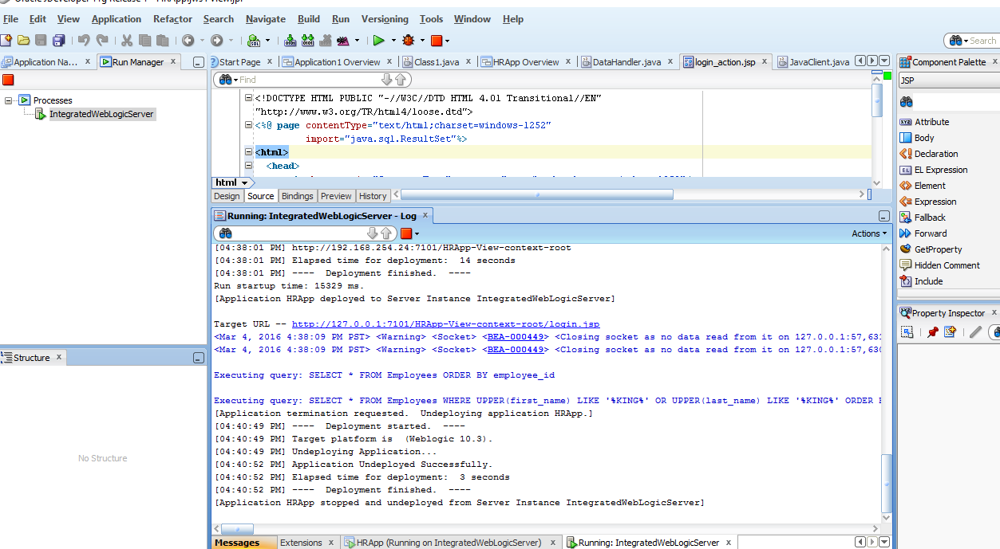 File Edit View Application Refactor Search Navigate Build Run Versioning Tools Window Help
Search
Application Na... x Run Manager x
Start Page x Application1 Overview x Class1.java x HRApp Overview x DataHandler.java x login_action.jsp x JavaClient.java
Component Palette x
JSP
Find
Processes
IntegratedWebLogicServer
<!DOCTYPE HTML PUBLIC "-//W3C//DTD HTML 4.01 Transitional//EN"
"http://www.w3.org/TR/html4/loose.dtd">
<%@ page contentType="text/html;charset=windows-1252"
import="java.sql.ResultSet"%>
<html>
<head>
html
Design Source Bindings Preview History
Attribute
Body
Declaration
EL Expression
Element
Expression
Fallback
Forward
GetProperty
Hidden Comment
Include
Property Inspector x
Running: IntegratedWebLogicServer - Log x
Actions
[04:38:01 PM] http://192.168.254.24:7101/HRApp-View-context-root
[04:38:01 PM] Elapsed time for deployment:  14 seconds
[04:38:01 PM] ----  Deployment finished.  ----
Run startup time: 15329 ms.
[Application HRApp deployed to Server Instance IntegratedWebLogicServer]
Target URL -- http://127.0.0.1:7101/HRApp-View-context-root/login.jsp
<Mar 4, 2016 4:38:09 PM PST> <Warning> <Socket> <BEA-000449> <Closing socket as no data read from it on 127.0.0.1:57,631
<Mar 4, 2016 4:38:09 PM PST> <Warning> <Socket> <BEA-000449> <Closing socket as no data read from it on 127.0.0.1:57,630
Executing query: SELECT * FROM Employees ORDER BY employee_id
Executing query: SELECT * FROM Employees WHERE UPPER(first_name) LIKE '%KING%' OR UPPER(last_name) LIKE '%KING%' ORDER
[Application termination requested.  Undeploying application HRApp.]
[04:40:49 PM] ----  Deployment started.  ----
[04:40:49 PM] Target platform is  (Weblogic 10.3).
[04:40:49 PM] Undeploying Application...
[04:40:52 PM] Application Undeployed Successfully.
[04:40:52 PM] Elapsed time for deployment:  3 seconds
[04:40:52 PM] ----  Deployment finished.  ----
[Application HRApp stopped and undeployed from Server Instance IntegratedWebLogicServer]
Structure x
No Structure
Messages Extensions x HRApp (Running on IntegratedWebLogicServer) x Running: IntegratedWebLogicServer x